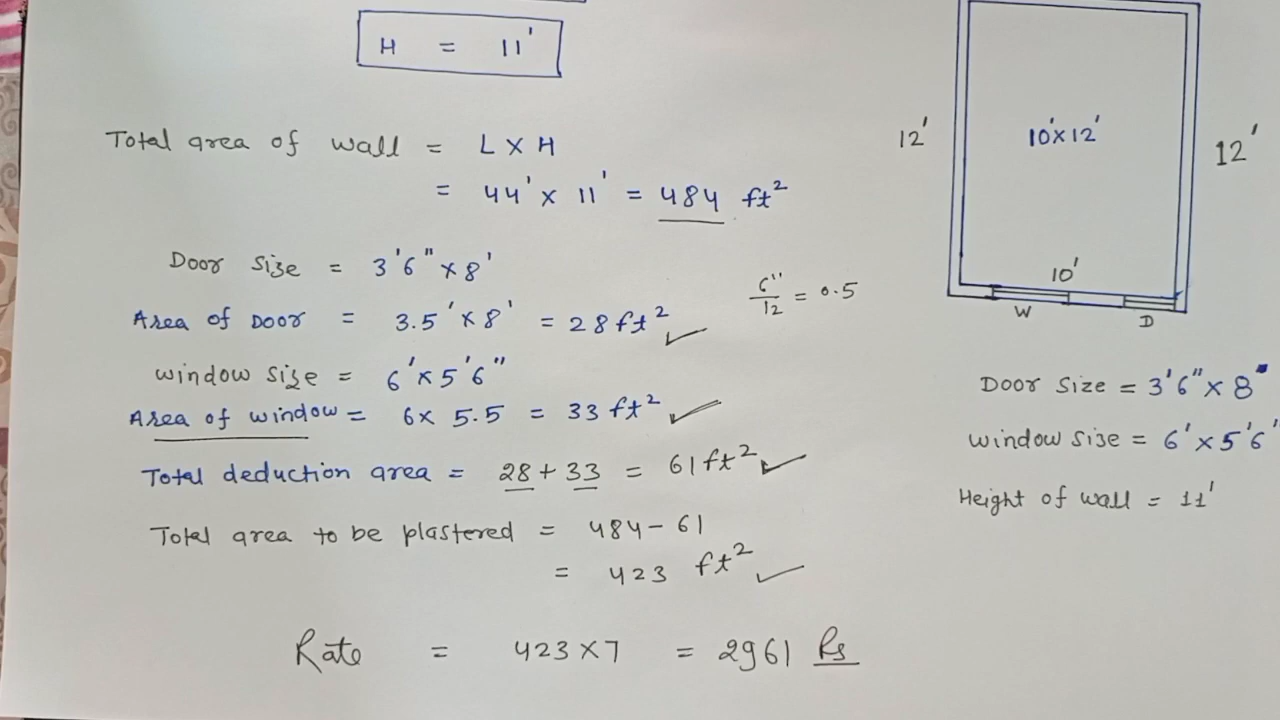 H = 11'
Total area of wall = L X H
= 44' x 11' = 484 ft²
Door Size = 3'6" x 8'
Area of Door = 3.5' x 8' = 28 ft²
6"/12 = 0.5
window size = 6' x 5'6"
Area of window = 6x 5.5 = 33 ft²
Total deduction area = 28 + 33 = 61 ft²
Total area to be plastered = 484 - 61
= 423 ft²
Rate = 423 X 7 = 2961 Rs
12'
10'x12'
12'
10'
W
D
Door Size = 3'6" x 8"
window size = 6' x 5'6"
Height of wall = 11'